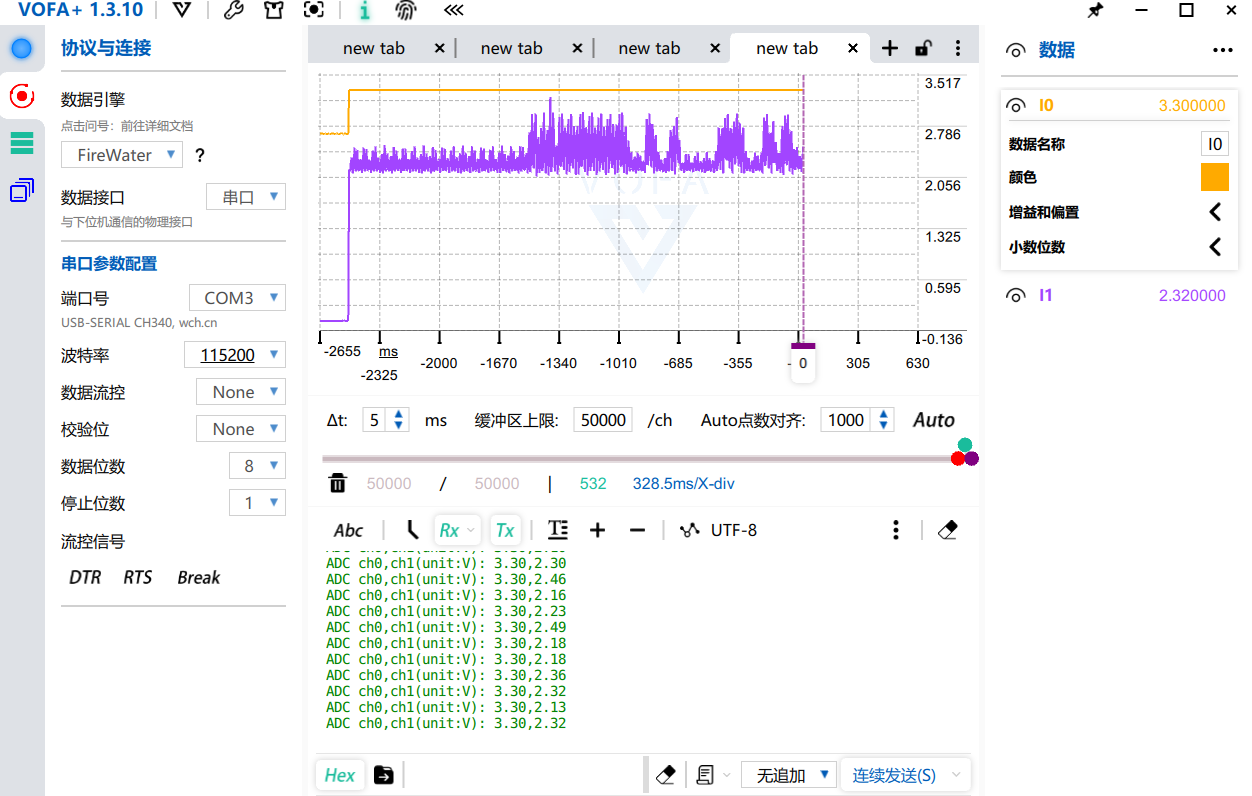 VOFA+ 1.3.10
协议与连接
数据引擎
点击问号：前往详细文档
FireWater ?
数据接口 串口
与下位机通信的物理接口
串口参数配置
端口号 COM3
USB-SERIAL CH340, wch.cn
波特率 115200
数据流控 None
校验位 None
数据位数 8
停止位数 1
流控信号
DTR RTS Break
new tab new tab new tab new tab
3.517
2.786
2.056
1.325
0.595
-0.136
VOFA
-2655 ms
-2325 -2000 -1670 -1340 -1010 -685 -355 0 305 630
Δt: 5 ms 缓冲区上限: 50000 /ch Auto点数对齐: 1000 Auto
50000 / 50000 | 532 328.5ms/X-div
Abc Rx Tx UTF-8
ADC ch0,ch1(unit:V): 3.30,2.30
ADC ch0,ch1(unit:V): 3.30,2.46
ADC ch0,ch1(unit:V): 3.30,2.16
ADC ch0,ch1(unit:V): 3.30,2.23
ADC ch0,ch1(unit:V): 3.30,2.49
ADC ch0,ch1(unit:V): 3.30,2.18
ADC ch0,ch1(unit:V): 3.30,2.18
ADC ch0,ch1(unit:V): 3.30,2.36
ADC ch0,ch1(unit:V): 3.30,2.32
ADC ch0,ch1(unit:V): 3.30,2.13
ADC ch0,ch1(unit:V): 3.30,2.32
Hex 无追加 连续发送(S)
数据
I0 3.300000
数据名称 I0
颜色
增益和偏置
小数位数
I1 2.320000